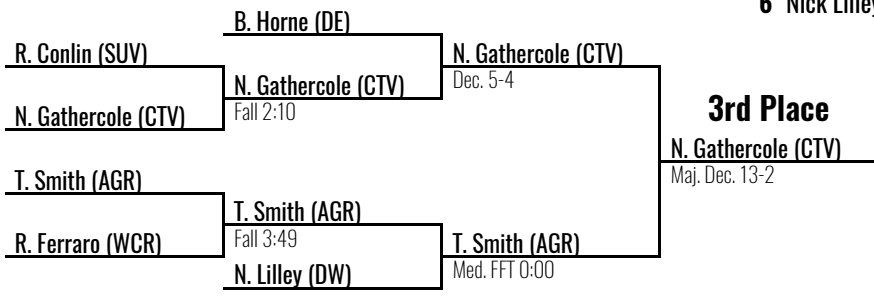 6 Nick Lilley
B. Horne (DE)
R. Conlin (SUV)
N. Gathercole (CTV)
Dec. 5-4
N. Gathercole (CTV)
Fall 2:10
N. Gathercole (CTV)
3rd Place
N. Gathercole (CTV)
Maj. Dec. 13-2
T. Smith (AGR)
T. Smith (AGR)
Fall 3:49
R. Ferraro (WCR)
T. Smith (AGR)
Med. FFT 0:00
N. Lilley (DW)